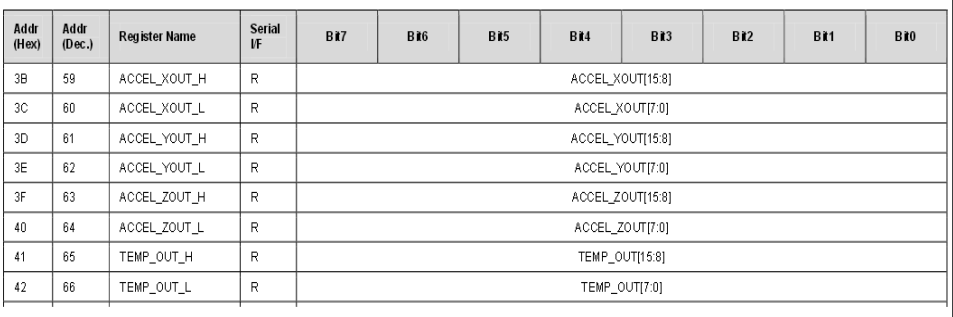 Addr (Hex) Addr (Dec.) Register Name Serial I/F Bit7 Bit6 Bit5 Bit4 Bit3 Bit2 Bit1 Bit0
3B 59 ACCEL_XOUT_H R ACCEL_XOUT[15:8]
3C 60 ACCEL_XOUT_L R ACCEL_XOUT[7:0]
3D 61 ACCEL_YOUT_H R ACCEL_YOUT[15:8]
3E 62 ACCEL_YOUT_L R ACCEL_YOUT[7:0]
3F 63 ACCEL_ZOUT_H R ACCEL_ZOUT[15:8]
40 64 ACCEL_ZOUT_L R ACCEL_ZOUT[7:0]
41 65 TEMP_OUT_H R TEMP_OUT[15:8]
42 66 TEMP_OUT_L R TEMP_OUT[7:0]